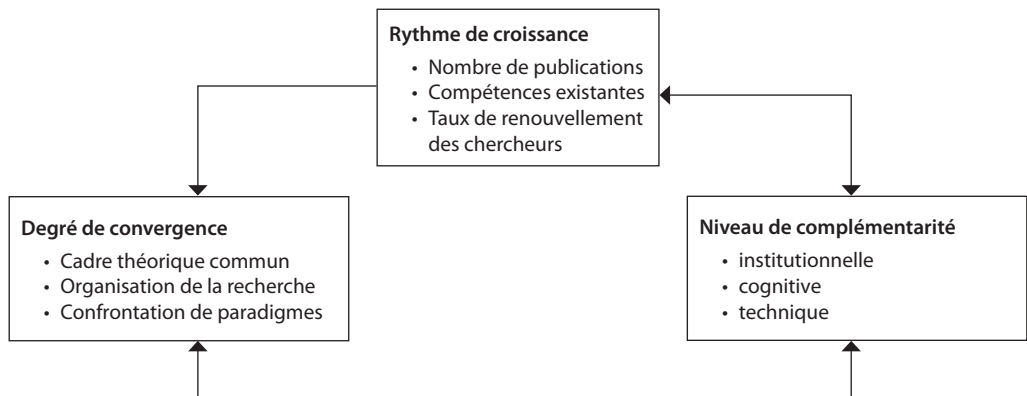 Rythme de croissance
• Nombre de publications
• Compétences existantes
• Taux de renouvellement
des chercheurs
Degré de convergence
• Cadre théorique commun
• Organisation de la recherche
• Confrontation de paradigmes
Niveau de complémentarité
• institutionnelle
• cognitive
• technique